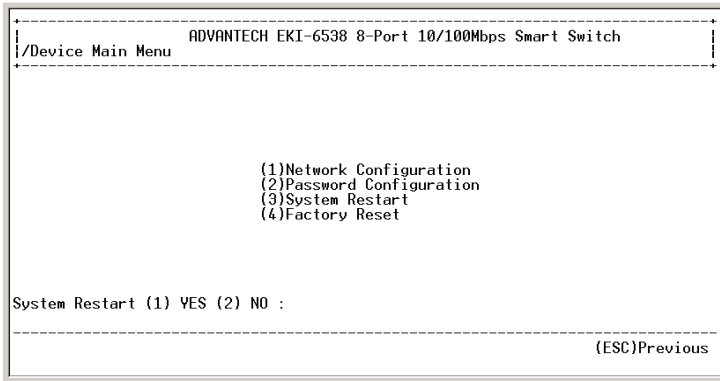 ADVANTECH EKI-6538 8-Port 10/100Mbps Smart Switch
/Device Main Menu
(1)Network Configuration
(2)Password Configuration
(3)System Restart
(4)Factory Reset
System Restart (1) YES (2) NO :
(ESC)Previous